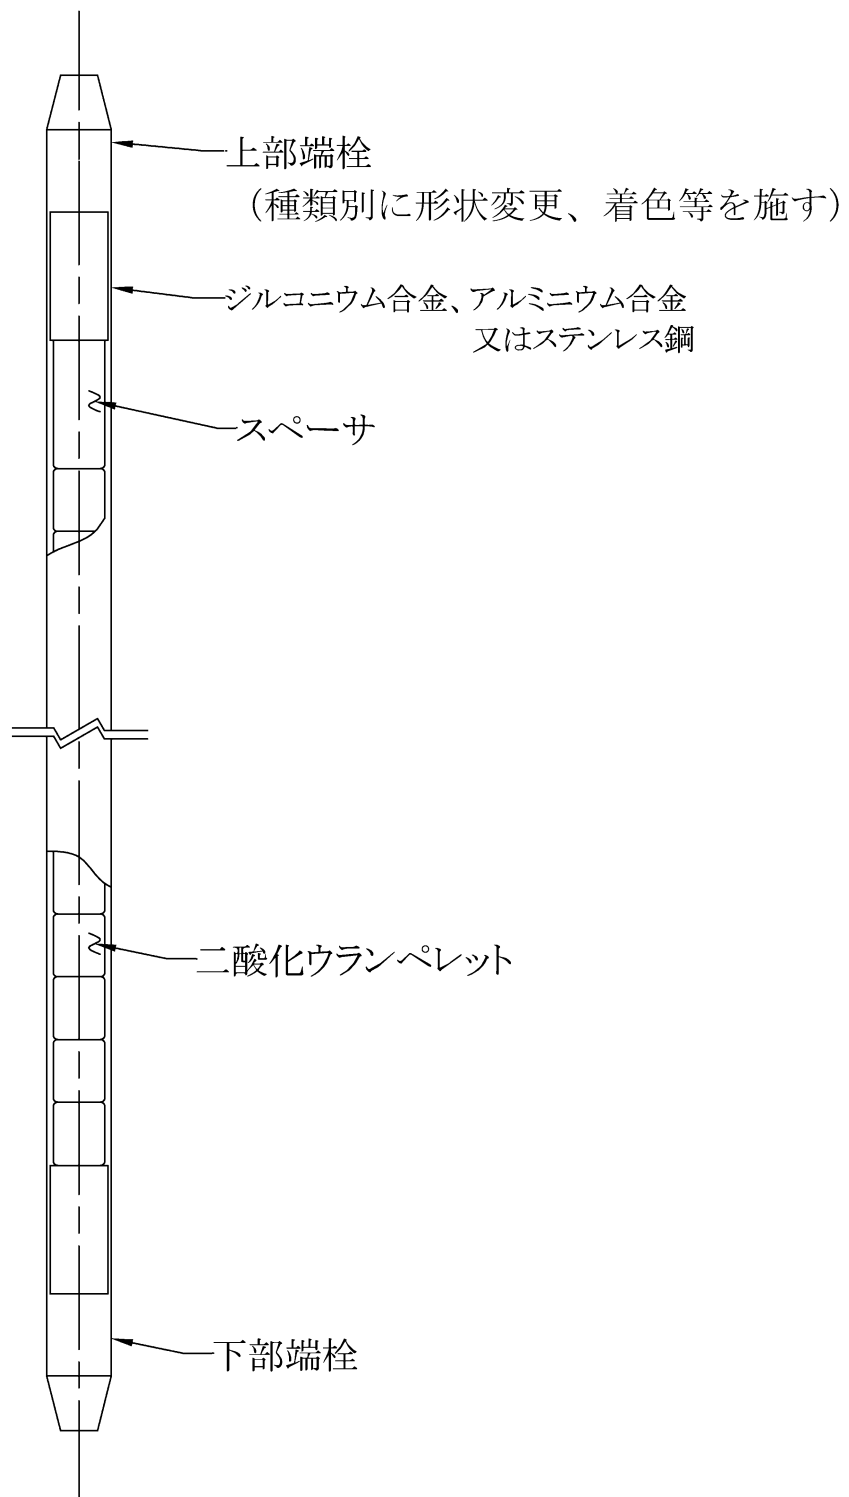 上部端栓
（種類別に形状変更、着色等を施す）
ジルコニウム合金、アルミニウム合金
又はステンレス鋼
スペーサ
二酸化ウランペレット
下部端栓